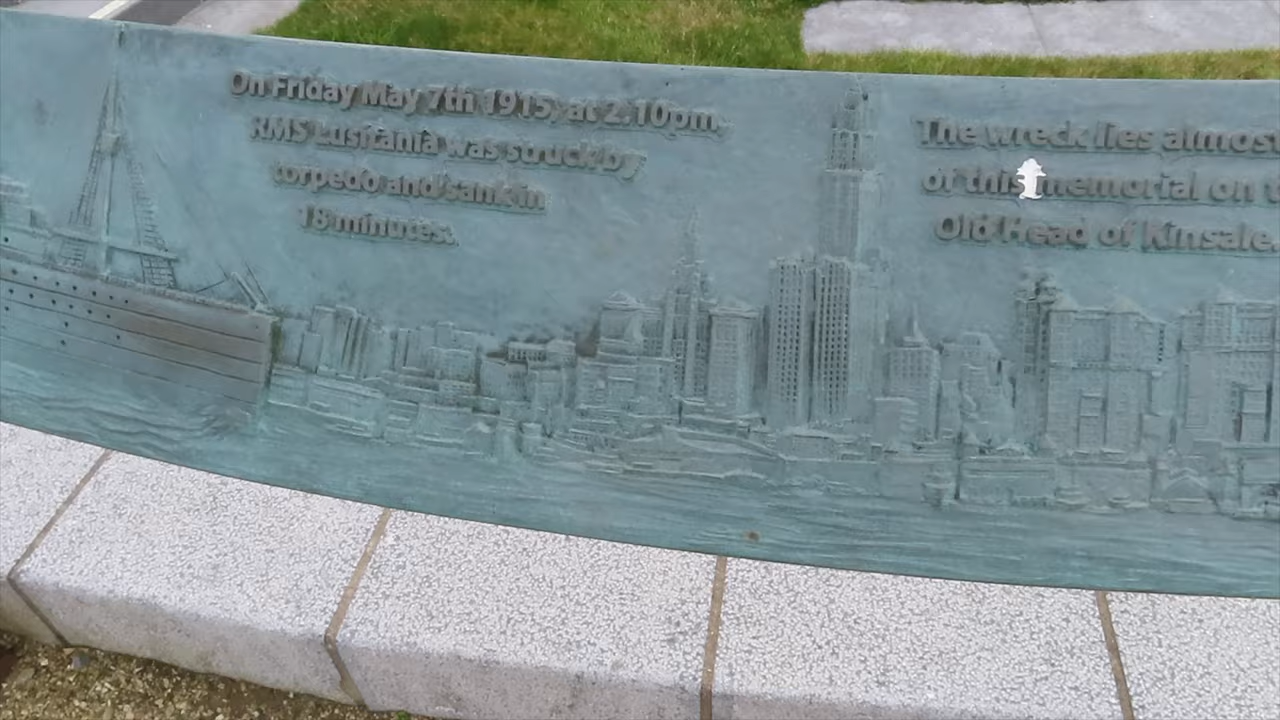 On Friday May 7th 1915, at 2.10pm,
RMS Lusitania was struck by
torpedo and sank in
18 minutes.
The wreck lies almost
of this memorial on
Old Head of Kinsale.